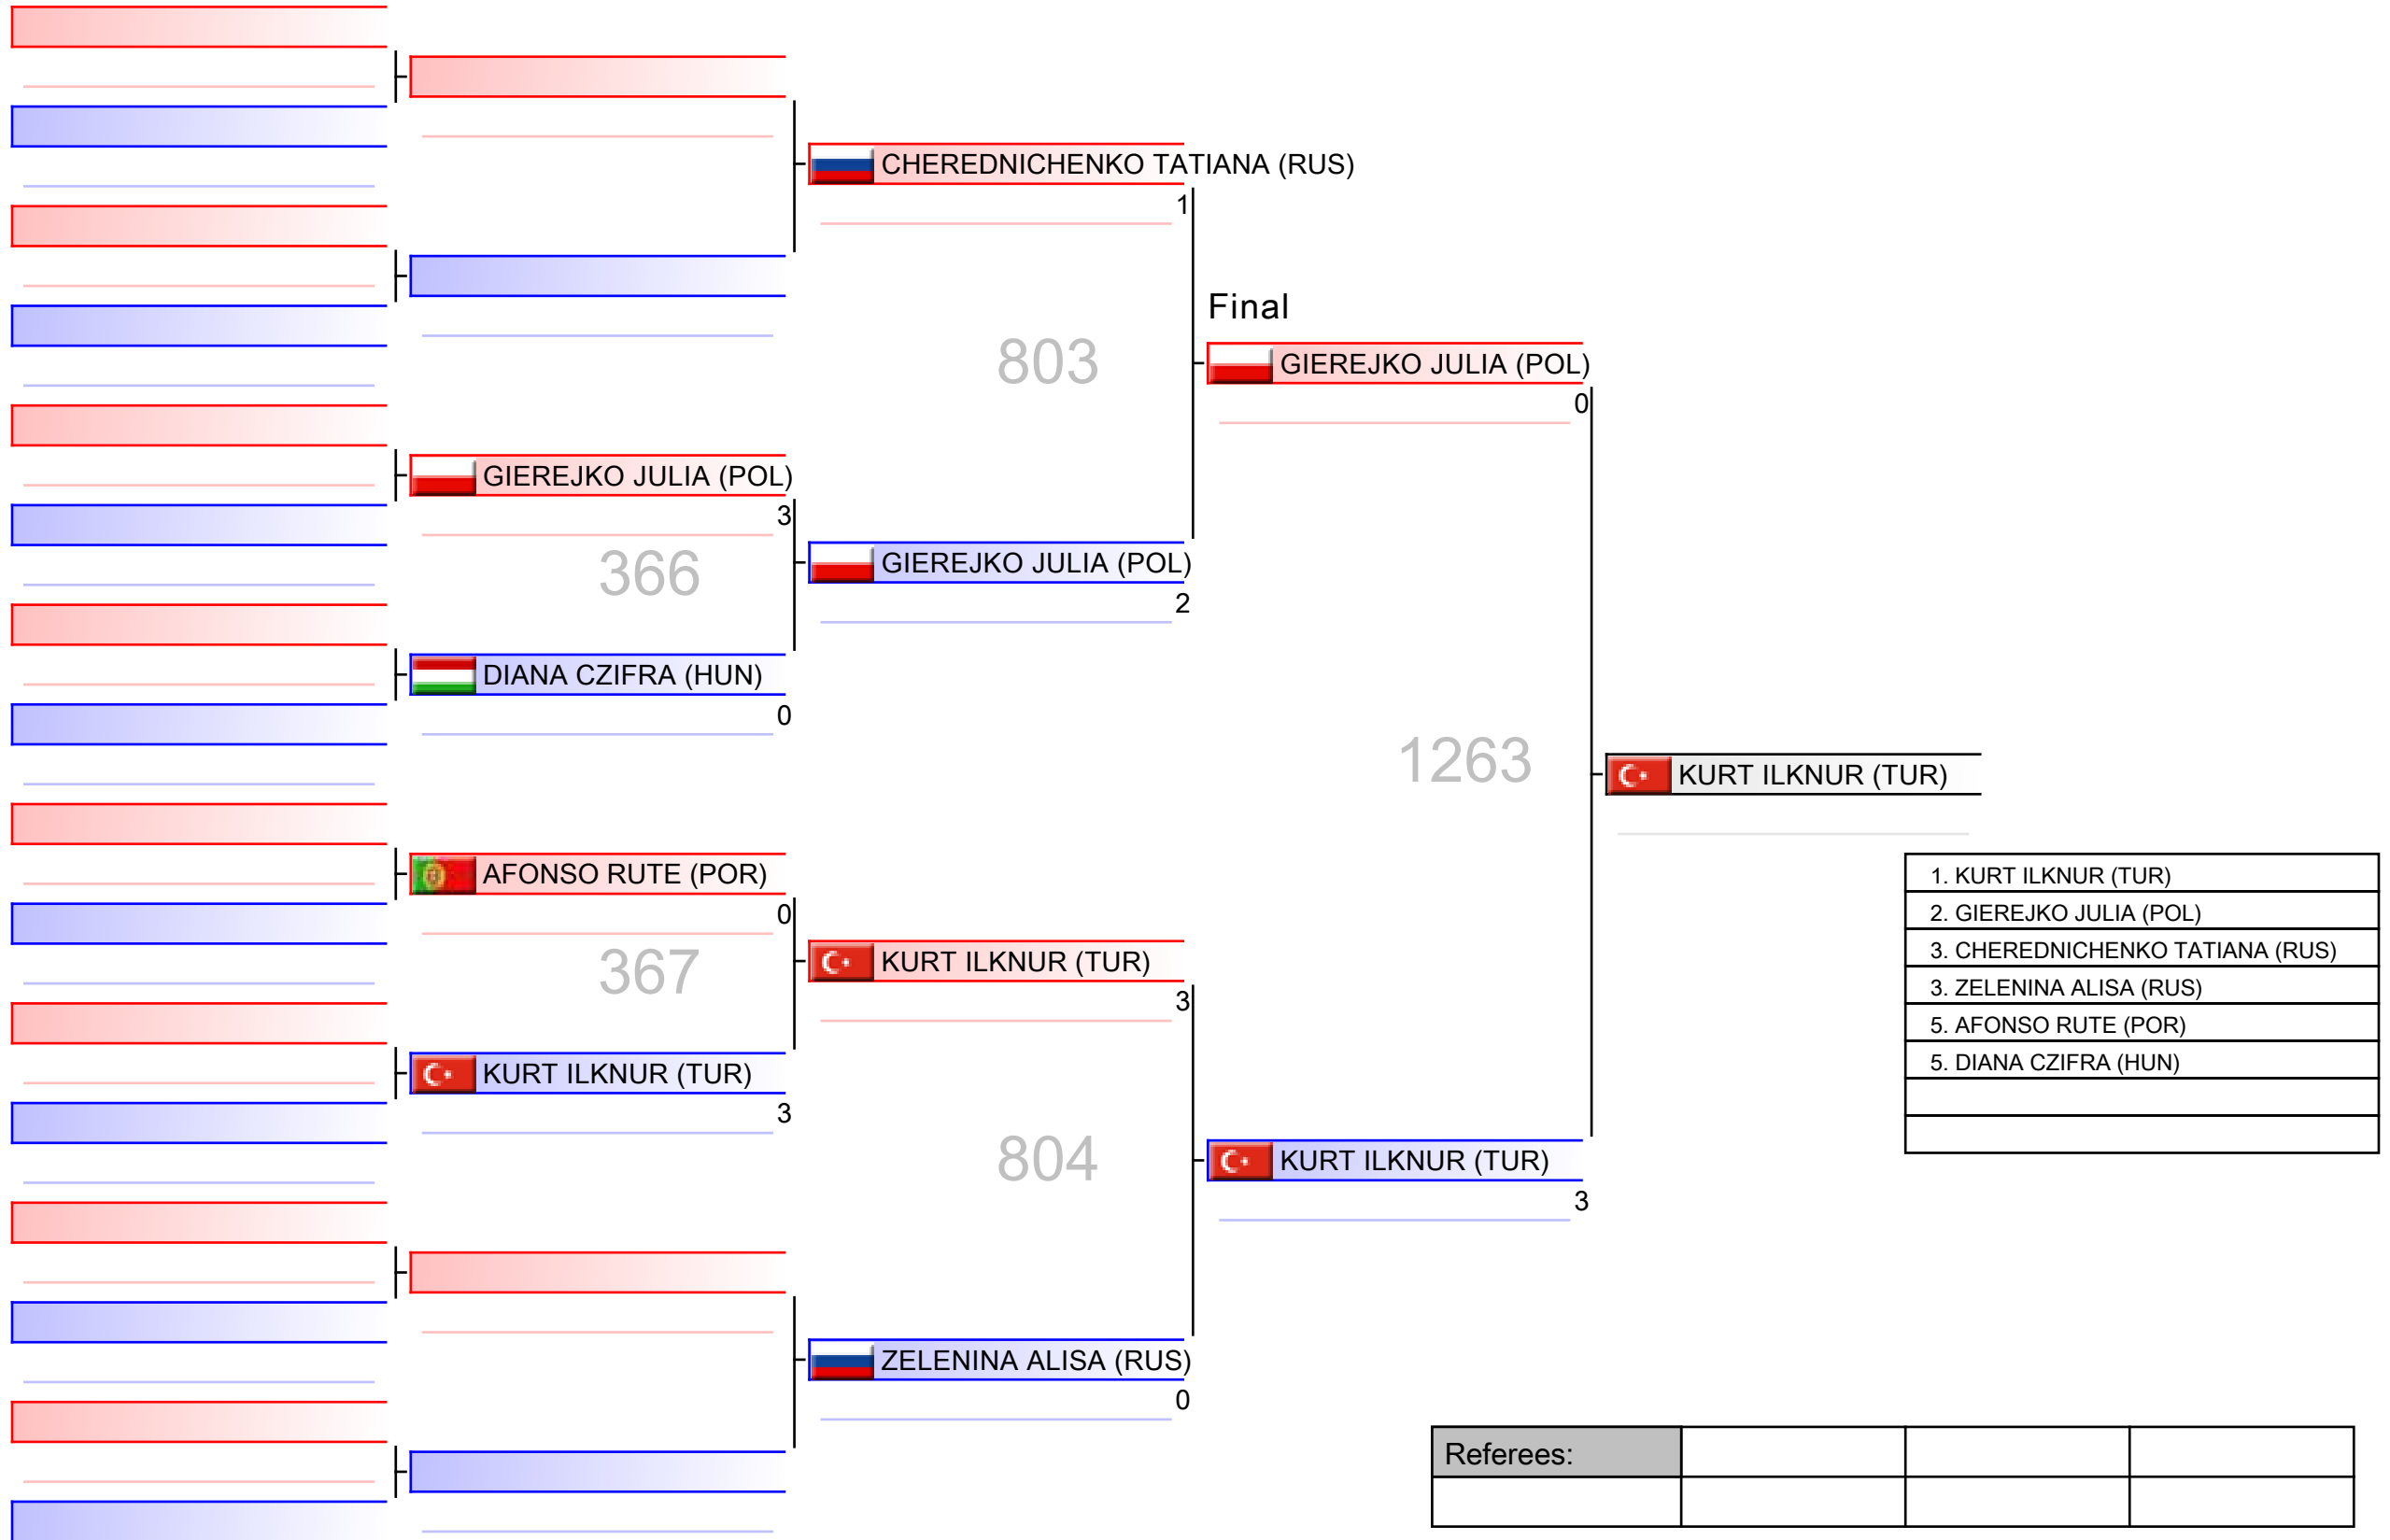 CHEREDNICHENKO TATIANA (RUS)
1
803
Final
GIEREJKO JULIA (POL)
0
GIEREJKO JULIA (POL)
3
366
GIEREJKO JULIA (POL)
2
DIANA CZIFRA (HUN)
0
1263
KURT ILKNUR (TUR)
AFONSO RUTE (POR)
0
367
KURT ILKNUR (TUR)
3
KURT ILKNUR (TUR)
3
804
KURT ILKNUR (TUR)
3
ZELENINA ALISA (RUS)
0
1. KURT ILKNUR (TUR)
2. GIEREJKO JULIA (POL)
3. CHEREDNICHENKO TATIANA (RUS)
3. ZELENINA ALISA (RUS)
5. AFONSO RUTE (POR)
5. DIANA CZIFRA (HUN)
Referees: